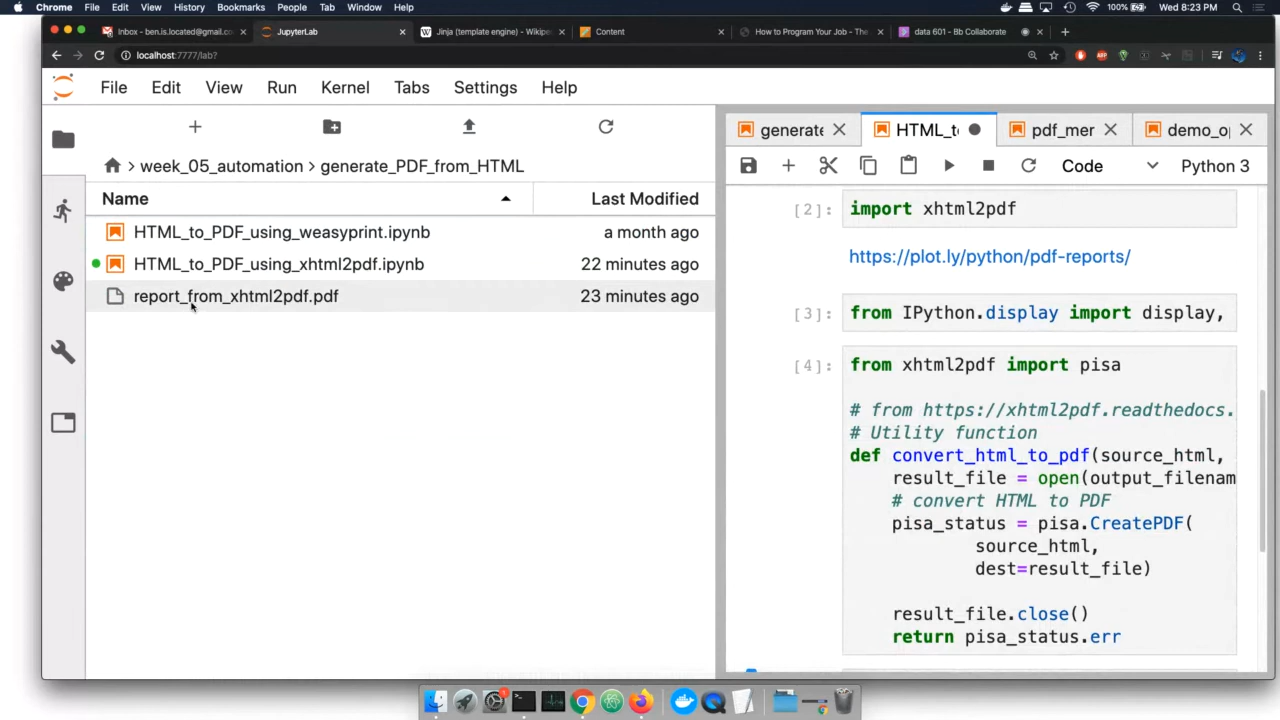 Chrome File Edit View History Bookmarks People Tab Window Help 100% Wed 8:23 PM
Inbox - ben.is.located@gmail.co JupyterLab Jinja (template engine) - Wikipe Content How to Program Your Job - The data 601 - Bb Collaborate
localhost:7777/lab?
File Edit View Run Kernel Tabs Settings Help
week_05_automation > generate_PDF_from_HTML
Name Last Modified
HTML_to_PDF_using_weasyprint.ipynb a month ago
HTML_to_PDF_using_xhtml2pdf.ipynb 22 minutes ago
report_from_xhtml2pdf.pdf 23 minutes ago
generate HTML_to pdf_mer demo_o
Code Python 3
[2]: import xhtml2pdf
https://plot.ly/python/pdf-reports/
[3]: from IPython.display import display,
[4]: from xhtml2pdf import pisa
# from https://xhtml2pdf.readthedocs.
# Utility function
def convert_html_to_pdf(source_html,
result_file = open(output_filenam
# convert HTML to PDF
pisa_status = pisa.CreatePDF(
source_html,
dest=result_file)
result_file.close()
return pisa_status.err